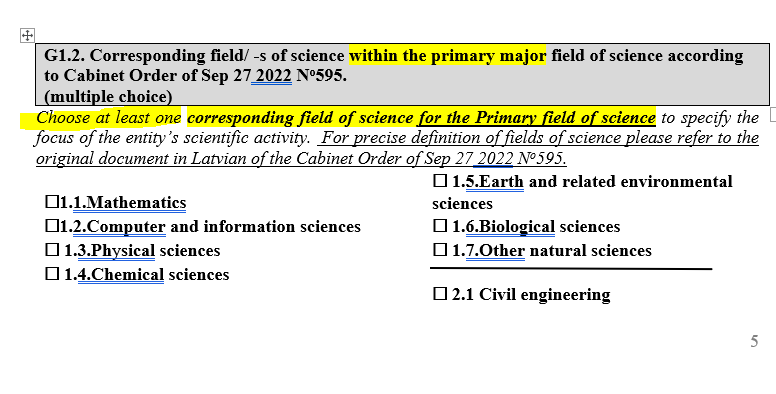 G1.2. Corresponding field/ -s of science within the primary major field of science according
to Cabinet Order of Sep 27 2022 Nº595.
(multiple choice)
Choose at least one corresponding field of science for the Primary field of science to specify the
focus of the entity’s scientific activity. For precise definition of fields of science please refer to the
original document in Latvian of the Cabinet Order of Sep 27 2022 Nº595.
☐1.1.Mathematics
☐1.2.Computer and information sciences
☐ 1.3.Physical sciences
☐ 1.4.Chemical sciences
☐ 1.5.Earth and related environmental
sciences
☐ 1.6.Biological sciences
☐ 1.7.Other natural sciences
☐ 2.1 Civil engineering
5